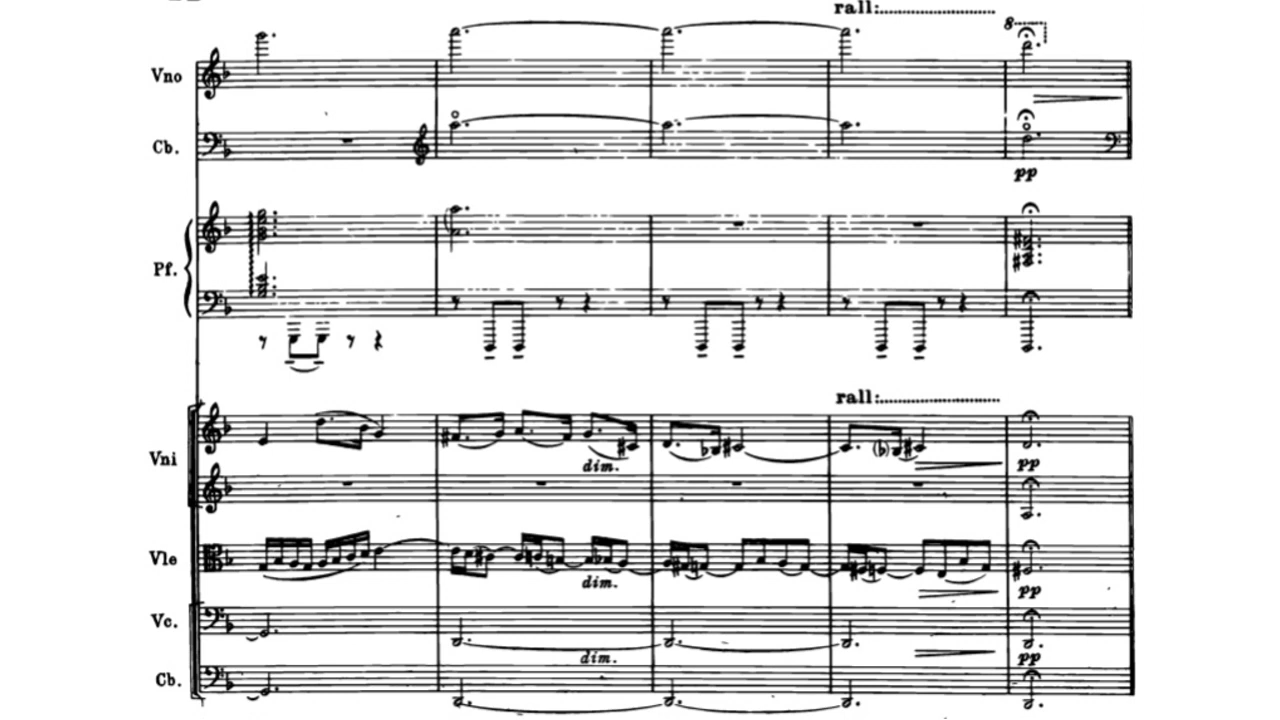 rall:
8
Vno
Cb.
pp
Pf.
rall:
Vni
dim.
pp
Vle
dim.
pp
Vc.
dim.
pp
Cb.